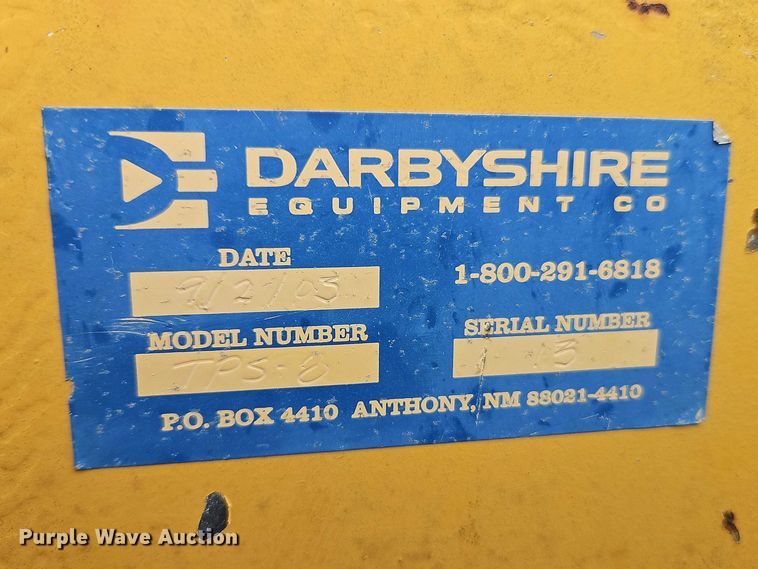 DARBYSHIRE
EQUIPMENT CO
DATE
1-800-291-6818
MODEL NUMBER
SERIAL NUMBER
13
P.O. BOX 4410 ANTHONY, NM 88021-4410
Purple Wave Auction